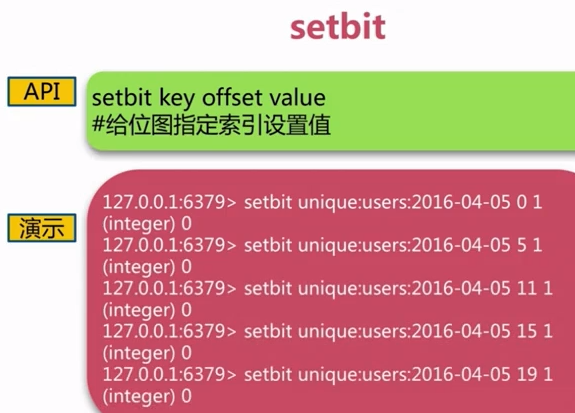 setbit
API
setbit key offset value
#给位图指定索引设置值
演示
127.0.0.1:6379> setbit unique:users:2016-04-05 0 1
(integer) 0
127.0.0.1:6379> setbit unique:users:2016-04-05 5 1
(integer) 0
127.0.0.1:6379> setbit unique:users:2016-04-05 11 1
(integer) 0
127.0.0.1:6379> setbit unique:users:2016-04-05 15 1
(integer) 0
127.0.0.1:6379> setbit unique:users:2016-04-05 19 1
(integer) 0